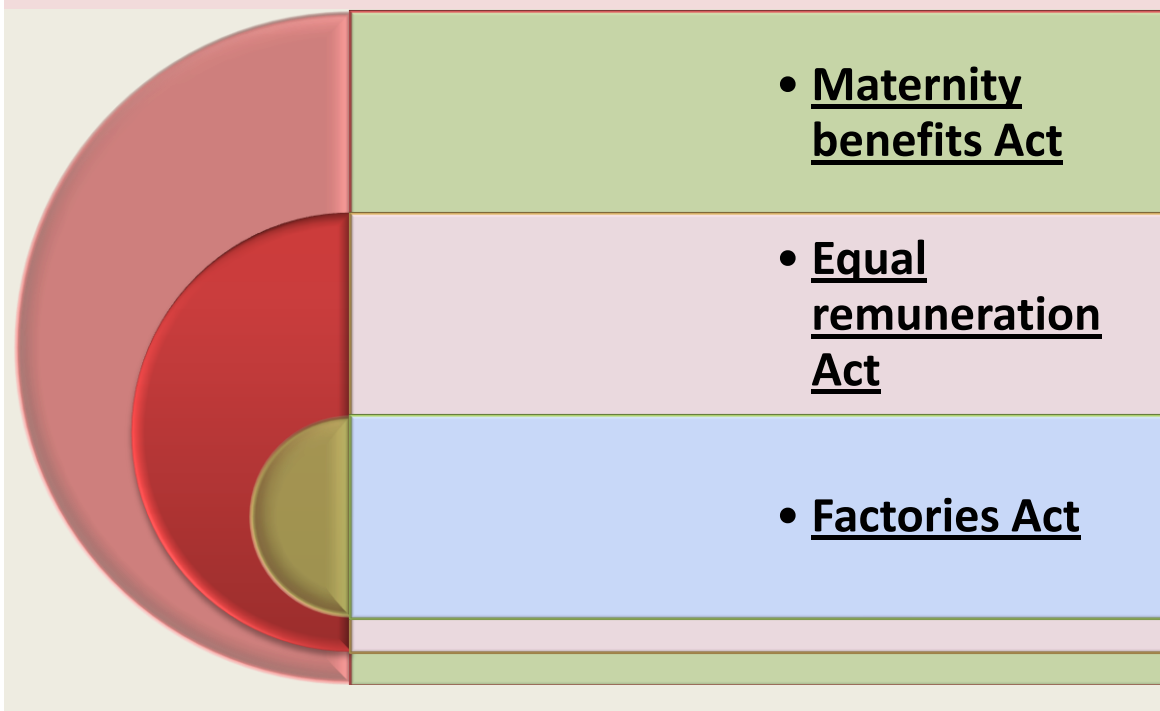 • Maternity
benefits Act
• Equal
remuneration
Act
• Factories Act